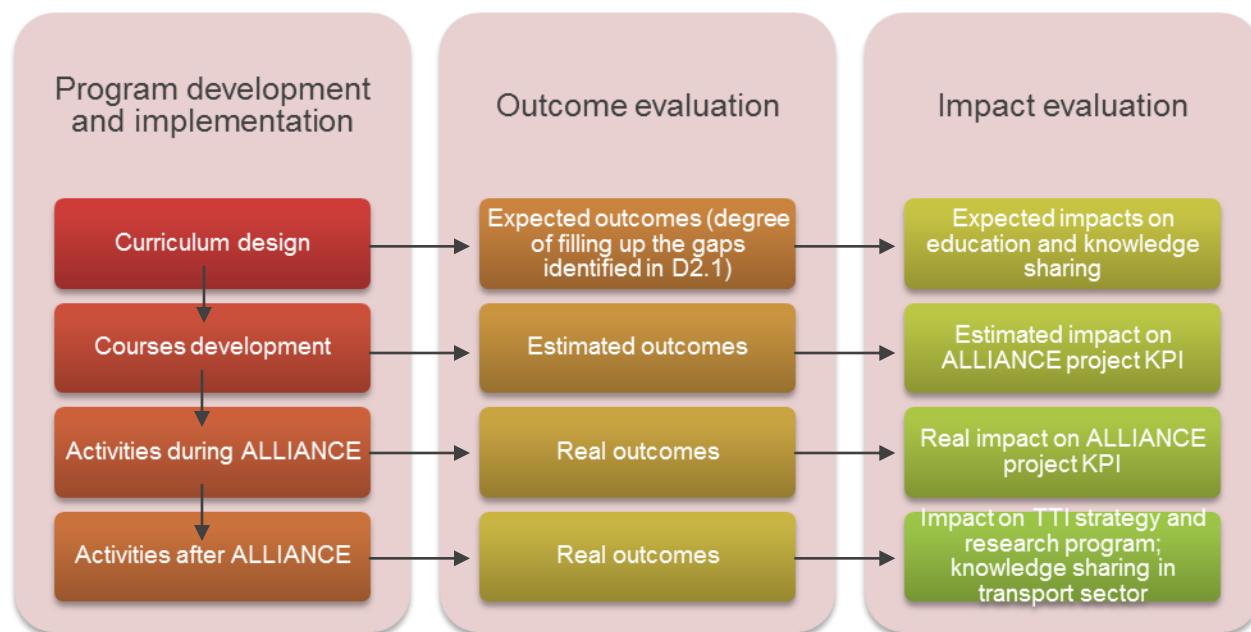 Program development
and implementation
Curriculum design
Courses development
Activities during ALLIANCE
Activities after ALLIANCE
Outcome evaluation
Expected outcomes (degree
of filling up the gaps
identified in D2.1)
Estimated outcomes
Real outcomes
Real outcomes
Impact evaluation
Expected impacts on
education and knowledge
sharing
Estimated impact on
ALLIANCE project KPI
Real impact on ALLIANCE
project KPI
Impact on TTI strategy and
research program;
knowledge sharing in
transport sector